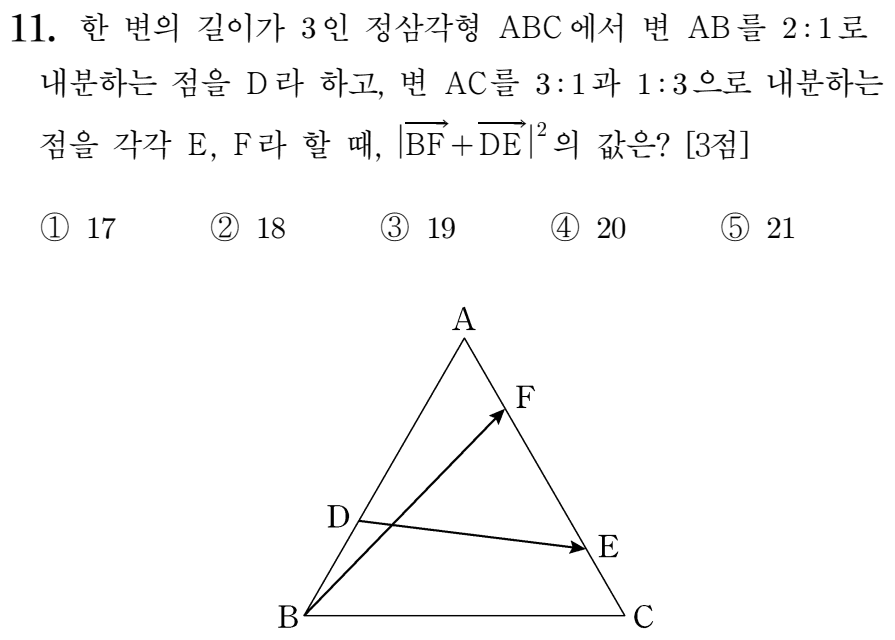 11. 한 변의 길이가 3인 정삼각형 ABC에서 변 AB를 2:1로
내분하는 점을 D라 하고, 변 AC를 3:1과 1:3으로 내분하는
점을 각각 E, F라 할 때, |\overrightarrow{BF}+\overrightarrow{DE}|^2의 값은? [3점]
① 17 ② 18 ③ 19 ④ 20 ⑤ 21
A
F
D
E
B C